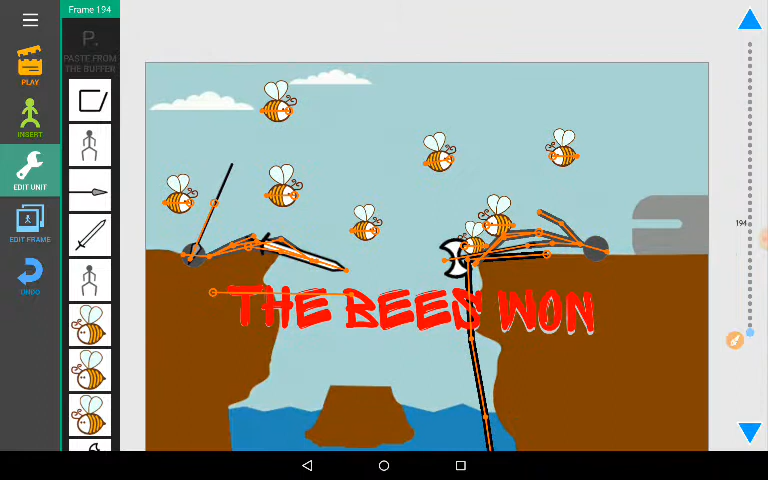 Frame 194
P.
PASTE FROM
THE BUFFER
PLAY
INSERT
EDIT UNIT
EDIT FRAME
UNDO
194
THE BEES WON